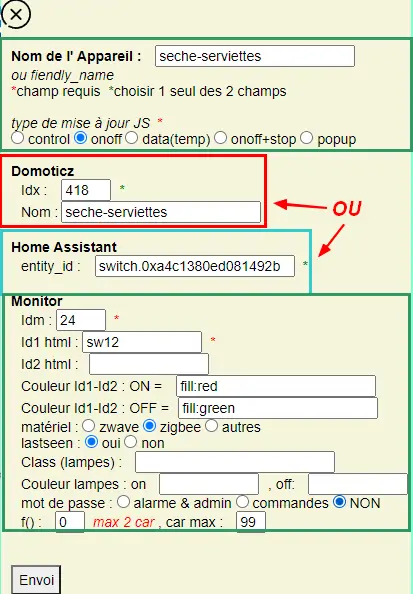 Nom de l' Appareil : seche-serviettes
ou fiendly_name
*champ requis *choisir 1 seul des 2 champs
type de mise à jour JS *
control onoff data(temp) onoff+stop popup
Domoticz
Idx : 418 *
Nom : seche-serviettes
OU
Home Assistant
entity_id : switch.0xa4c1380ed081492b *
Monitor
Idm : 24 *
Id1 html : sw12 *
Id2 html :
Couleur Id1-Id2 : ON = fill:red
Couleur Id1-Id2 : OFF = fill:green
matériel : zwave zigbee autres
lastseen : oui non
Class (lampes) :
Couleur lampes : on , off:
mot de passe : alarme & admin commandes NON
f() : 0 max 2 car , car max : 99
Envoi